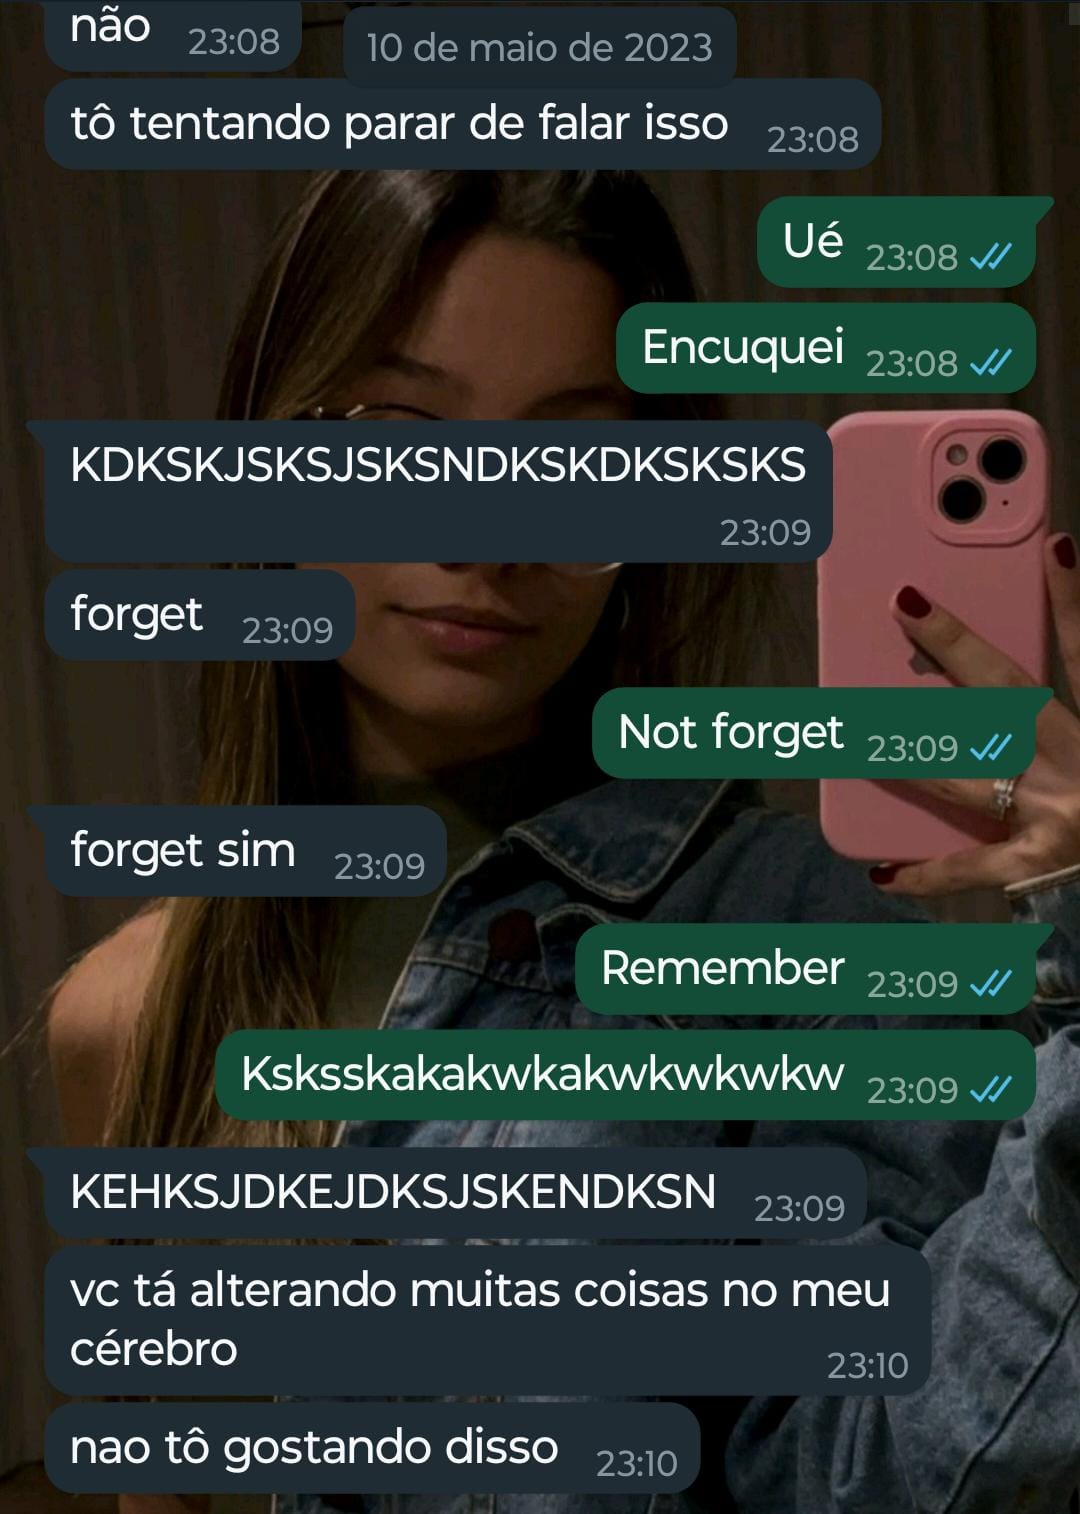 não 23:08
10 de maio de 2023
tô tentando parar de falar isso 23:08
Ué 23:08
Encuquei 23:08
KDKSKJSKSJSKSNDKSKDKSKSKS
23:09
forget 23:09
Not forget 23:09
forget sim 23:09
Remember 23:09
Ksksskakakwkakwkwkwkw 23:09
KEHKSJDKEJDKSJSKENDKSN 23:09
vc tá alterando muitas coisas no meu
cérebro 23:10
nao tô gostando disso 23:10